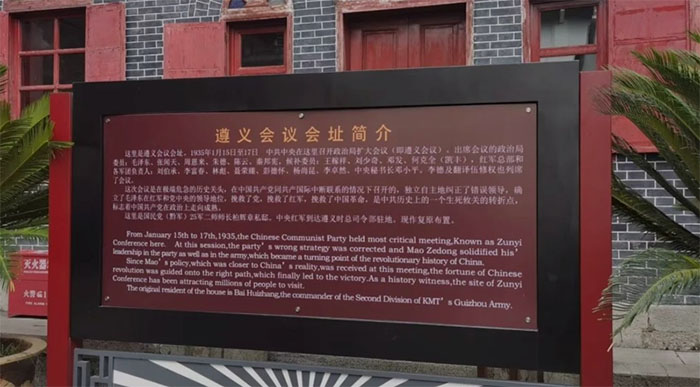 遵义会议会址简介
这里是遵义会议会址，1935年1月15日至17日　中共中央在这里召开政治局扩大会议（即遵义会议）。出席会议的政治局
委员：毛泽东、张闻天、周恩来、朱德、陈云、秦邦宪，候补委员：王稼祥、刘少奇、邓发、何克全（凯丰），红军总部和
各军团负责人：刘伯承、李富春、林彪、聂荣臻、彭德怀、杨尚昆、李卓然、中央秘书长邓小平，李德及翻译伍修权也列席
了会议。
这次会议是在极端危急的历史关头，在中国共产党同共产国际中断联系的情况下召开的，独立自主地纠正了错误领导，确
立了毛泽东在红军和党中央的领导地位，挽救了党，挽救了红军，挽救了中国革命，是中共历史上的一个生死攸关的转折点，
标志着中国共产党在政治上走向成熟。
这里是国民党（黔军）25军二师师长柏辉章私邸。中央红军到达遵义时总司令部驻地。现作复原布置。
From January 15th to 17th,1935,the Chinese Communist Party held most critical meeting,Known as Zunyi
Conference here. At this session,the party's wrong strategy was corrected and Mao Zedong solidified his
leadership in the party as well as in the army,which became a turning point of the revolutionary history of China.
Since Mao's policy,which was closer to China's reality,was received at this meeting,the fortune of Chinese
revolution was guided onto the right path,which finally led to the victory.As a history witness,the site of Zunyi
Conference has been attracting millions of people to visit.
The original resident of the house is Bai Huizhang,the commander of the Second Division of KMT's Guizhou Army.
灭火器